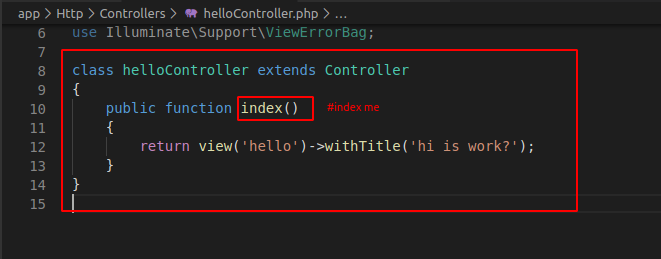 app > Http > Controllers > helloController.php > ...
6 use Illuminate\Support\ViewErrorBag;
7
8 class helloController extends Controller
9 {
10 public function index() #index me
11 {
12 return view('hello')->withTitle('hi is work?');
13 }
14 }
15